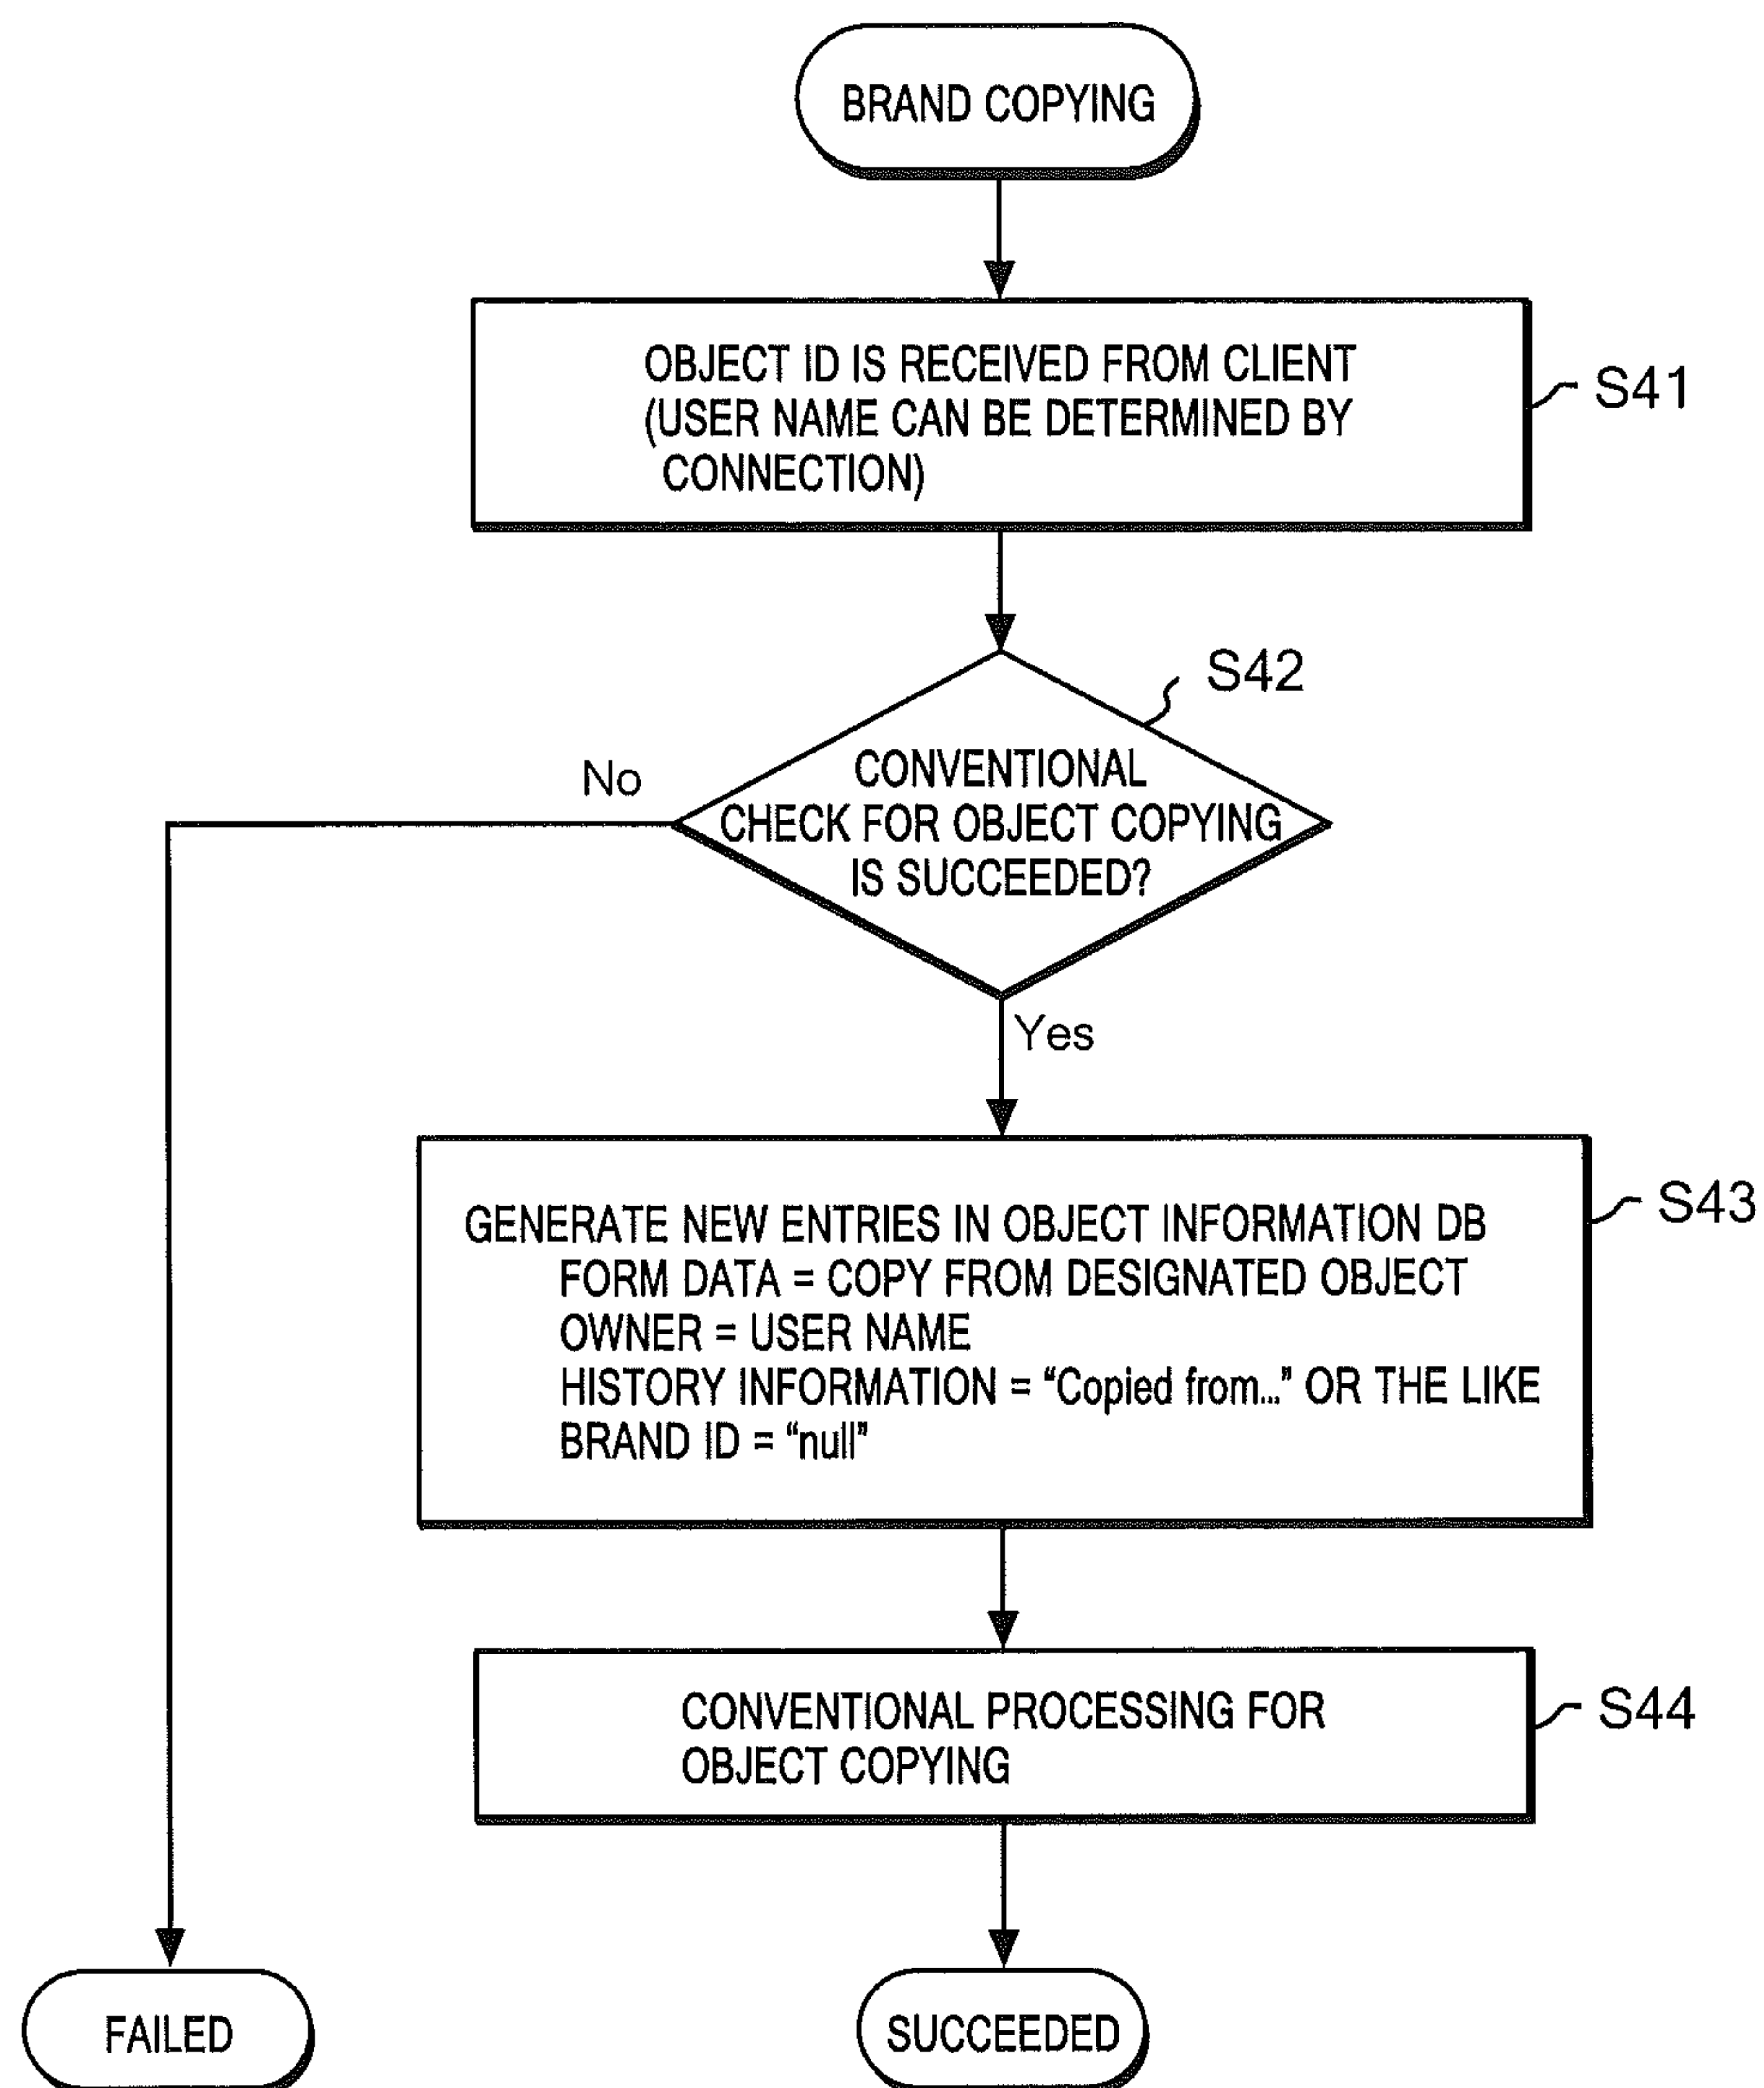 BRAND COPYING
OBJECT ID IS RECEIVED FROM CLIENT
(USER NAME CAN BE DETERMINED BY
CONNECTION)
S41
S42
CONVENTIONAL
CHECK FOR OBJECT COPYING
IS SUCCEEDED?
No
Yes
GENERATE NEW ENTRIES IN OBJECT INFORMATION DB
FORM DATA = COPY FROM DESIGNATED OBJECT
OWNER = USER NAME
HISTORY INFORMATION = “Copied from...” OR THE LIKE
BRAND ID = “null”
S43
CONVENTIONAL PROCESSING FOR
OBJECT COPYING
S44
FAILED
SUCCEEDED